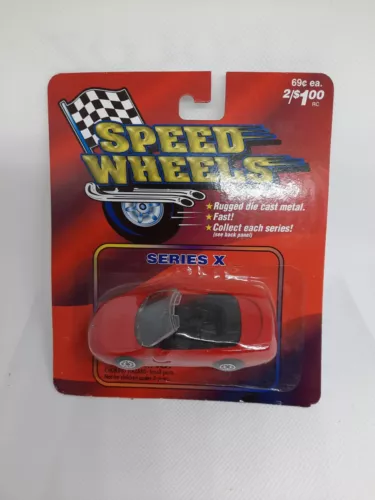 69¢ ea.
2/$1.00
RC
SPEED
WHEELS
★Rugged die cast metal.
★Fast!
★Collect each series!
(see back panel)
SERIES X